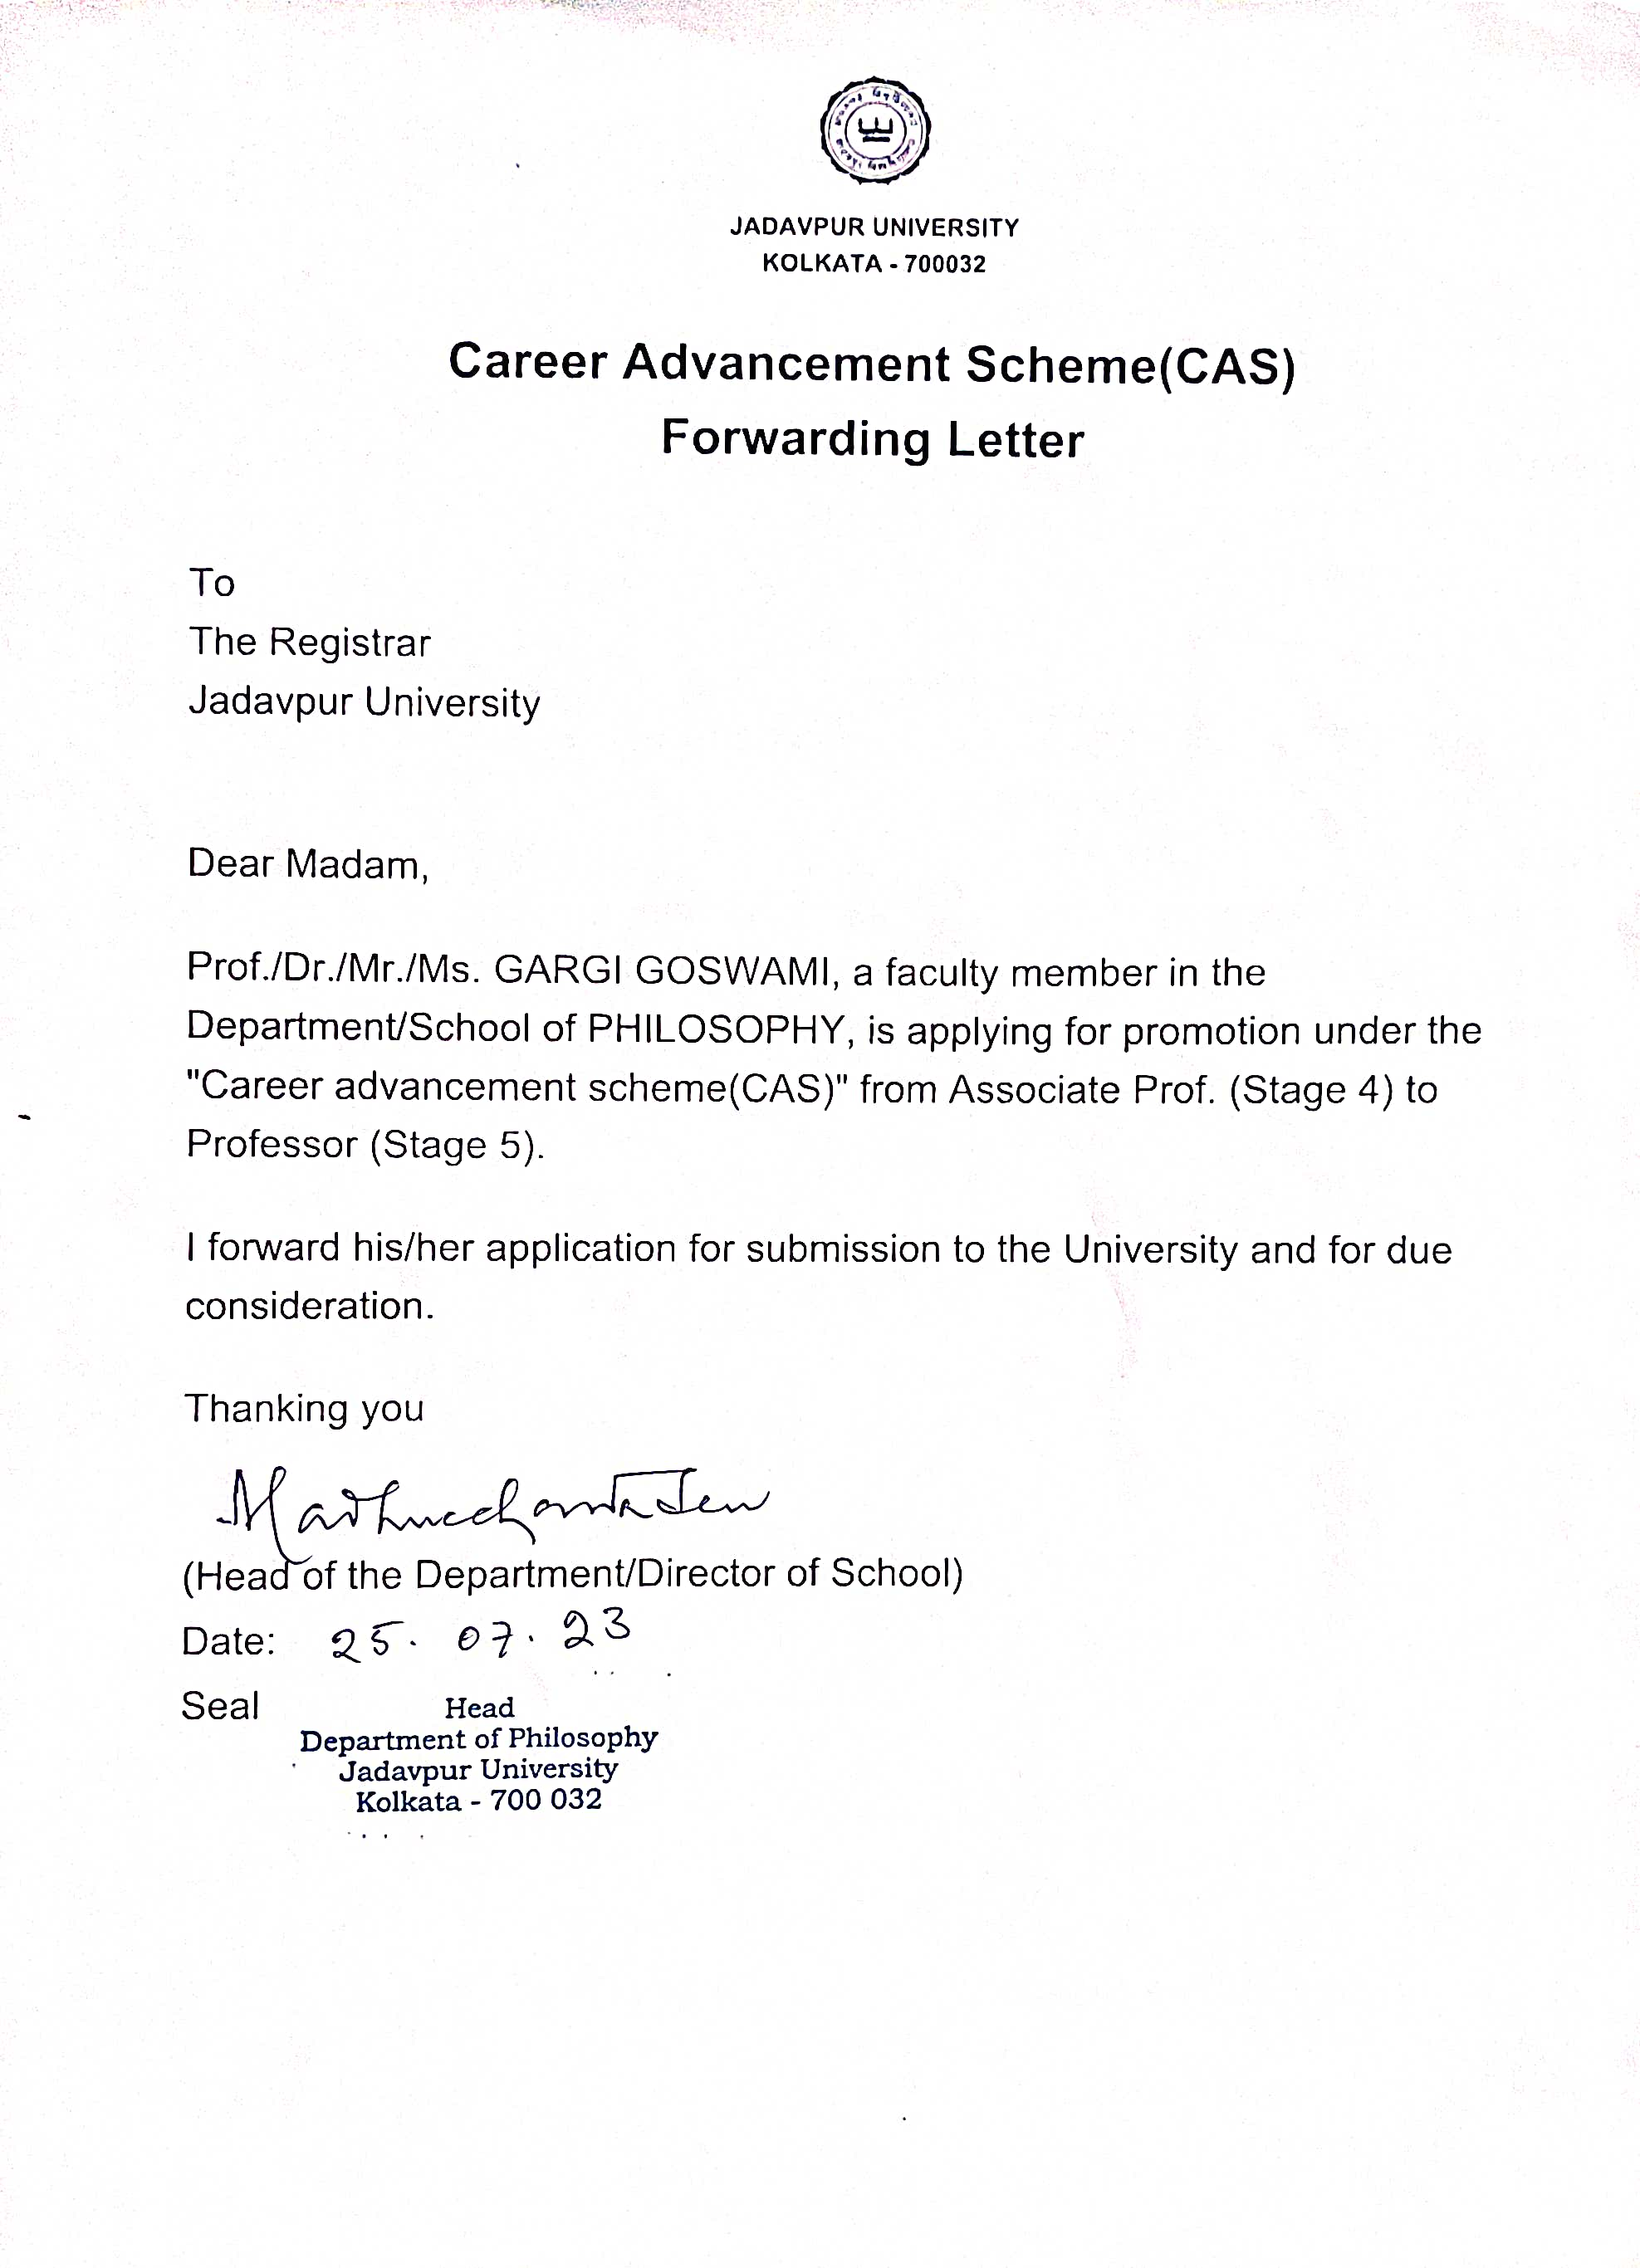 JADAVPUR UNIVERSITY
KOLKATA - 700032
Career Advancement Scheme(CAS)
Forwarding Letter
To
The Registrar
Jadavpur University
Dear Madam,
Prof./Dr./Mr./Ms. GARGI GOSWAMI, a faculty member in the
Department/School of PHILOSOPHY, is applying for promotion under the
"Career advancement scheme(CAS)" from Associate Prof. (Stage 4) to
Professor (Stage 5).
I forward his/her application for submission to the University and for due
consideration.
Thanking you
Madhucchanda Sen
(Head of the Department/Director of School)
Date: 25. 07. 23
Seal
Head
Department of Philosophy
Jadavpur University
Kolkata - 700 032